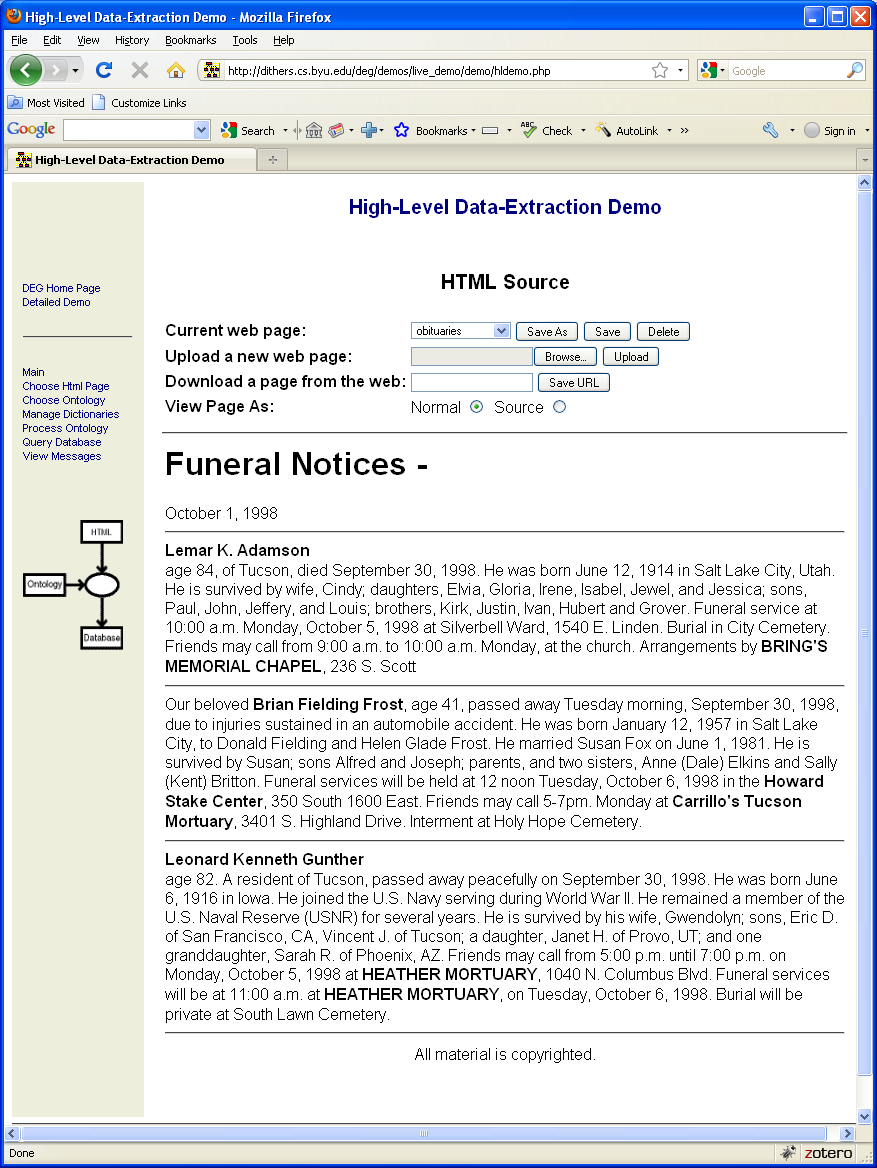 High-Level Data-Extraction Demo - Mozilla Firefox
File Edit View History Bookmarks Tools Help
http://dithers.cs.byu.edu/deg/demos/live_demo/demo/hldemo.php Google
Most Visited Customize Links
Google Search Bookmarks ABC Check AutoLink » Sign in
High-Level Data-Extraction Demo
High-Level Data-Extraction Demo
DEG Home Page
Detailed Demo
Main
Choose Html Page
Choose Ontology
Manage Dictionaries
Process Ontology
Query Database
View Messages
HTML
Ontology
Database
HTML Source
Current web page: obituaries Save As Save Delete
Upload a new web page: Browse... Upload
Download a page from the web: Save URL
View Page As: Normal Source
Funeral Notices -
October 1, 1998
Lemar K. Adamson
age 84, of Tucson, died September 30, 1998. He was born June 12, 1914 in Salt Lake City, Utah.
He is survived by wife, Cindy; daughters, Elvia, Gloria, Irene, Isabel, Jewel, and Jessica; sons,
Paul, John, Jeffery, and Louis; brothers, Kirk, Justin, Ivan, Hubert and Grover. Funeral service at
10:00 a.m. Monday, October 5, 1998 at Silverbell Ward, 1540 E. Linden. Burial in City Cemetery.
Friends may call from 9:00 a.m. to 10:00 a.m. Monday, at the church. Arrangements by BRING'S
MEMORIAL CHAPEL, 236 S. Scott
Our beloved Brian Fielding Frost, age 41, passed away Tuesday morning, September 30, 1998,
due to injuries sustained in an automobile accident. He was born January 12, 1957 in Salt Lake
City, to Donald Fielding and Helen Glade Frost. He married Susan Fox on June 1, 1981. He is
survived by Susan; sons Alfred and Joseph; parents, and two sisters, Anne (Dale) Elkins and Sally
(Kent) Britton. Funeral services will be held at 12 noon Tuesday, October 6, 1998 in the Howard
Stake Center, 350 South 1600 East. Friends may call 5-7pm. Monday at Carrillo's Tucson
Mortuary, 3401 S. Highland Drive. Interment at Holy Hope Cemetery.
Leonard Kenneth Gunther
age 82. A resident of Tucson, passed away peacefully on September 30, 1998. He was born June
6, 1916 in Iowa. He joined the U.S. Navy serving during World War II. He remained a member of the
U.S. Naval Reserve (USNR) for several years. He is survived by his wife, Gwendolyn; sons, Eric D.
of San Francisco, CA, Vincent J. of Tucson; a daughter, Janet H. of Provo, UT; and one
granddaughter, Sarah R. of Phoenix, AZ. Friends may call from 5:00 p.m. until 7:00 p.m. on
Monday, October 5, 1998 at HEATHER MORTUARY, 1040 N. Columbus Blvd. Funeral services
will be at 11:00 a.m. at HEATHER MORTUARY, on Tuesday, October 6, 1998. Burial will be
private at South Lawn Cemetery.
All material is copyrighted.
Done zotero